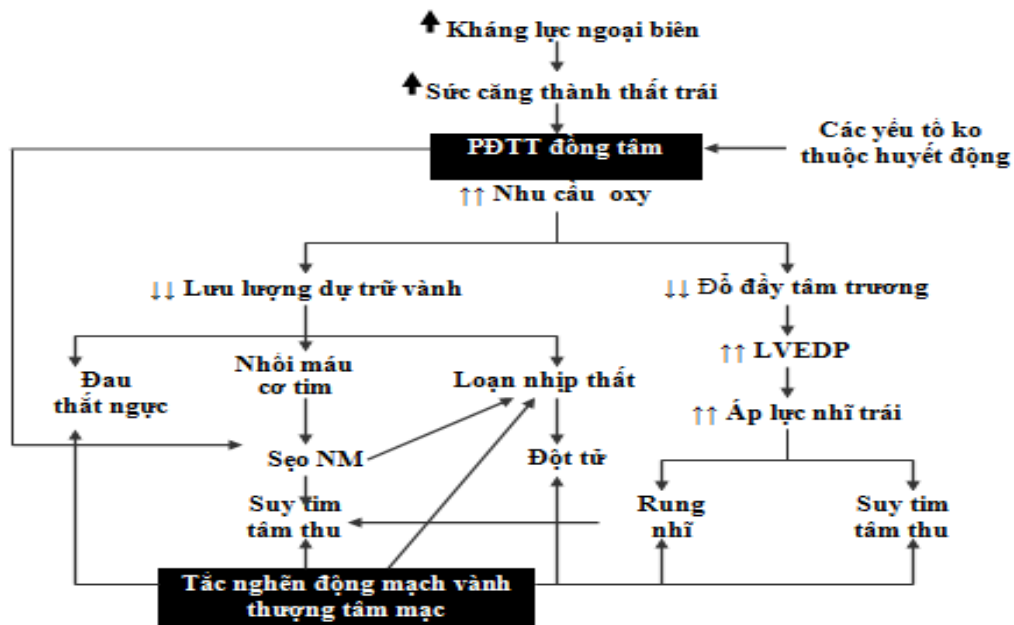 ↑ Kháng lực ngoại biên
↑ Sức căng thành thất trái
PĐTT đồng tâm
Các yếu tố ko
thuộc huyết động
↑↑ Nhu cầu oxy
↓↓ Lưu lượng dự trữ vành
↓↓ Đỗ đầy tâm trương
Nhồi máu
cơ tim
↑↑ LVEDP
Đau
thắt ngực
Loạn nhịp thất
↑↑ Áp lực nhĩ trái
Sẹo NM
Đột tử
Suy tim
tâm thu
Rung
nhĩ
Suy tim
tâm thu
Tắc nghẽn động mạch vành
thượng tâm mạc